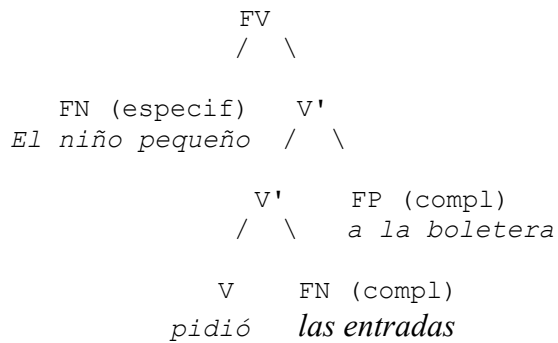 FV
/ \
FN (especif) V'
El niño pequeño / \
V' FP (compl)
/ \ a la boletera
V FN (compl)
pidió las entradas